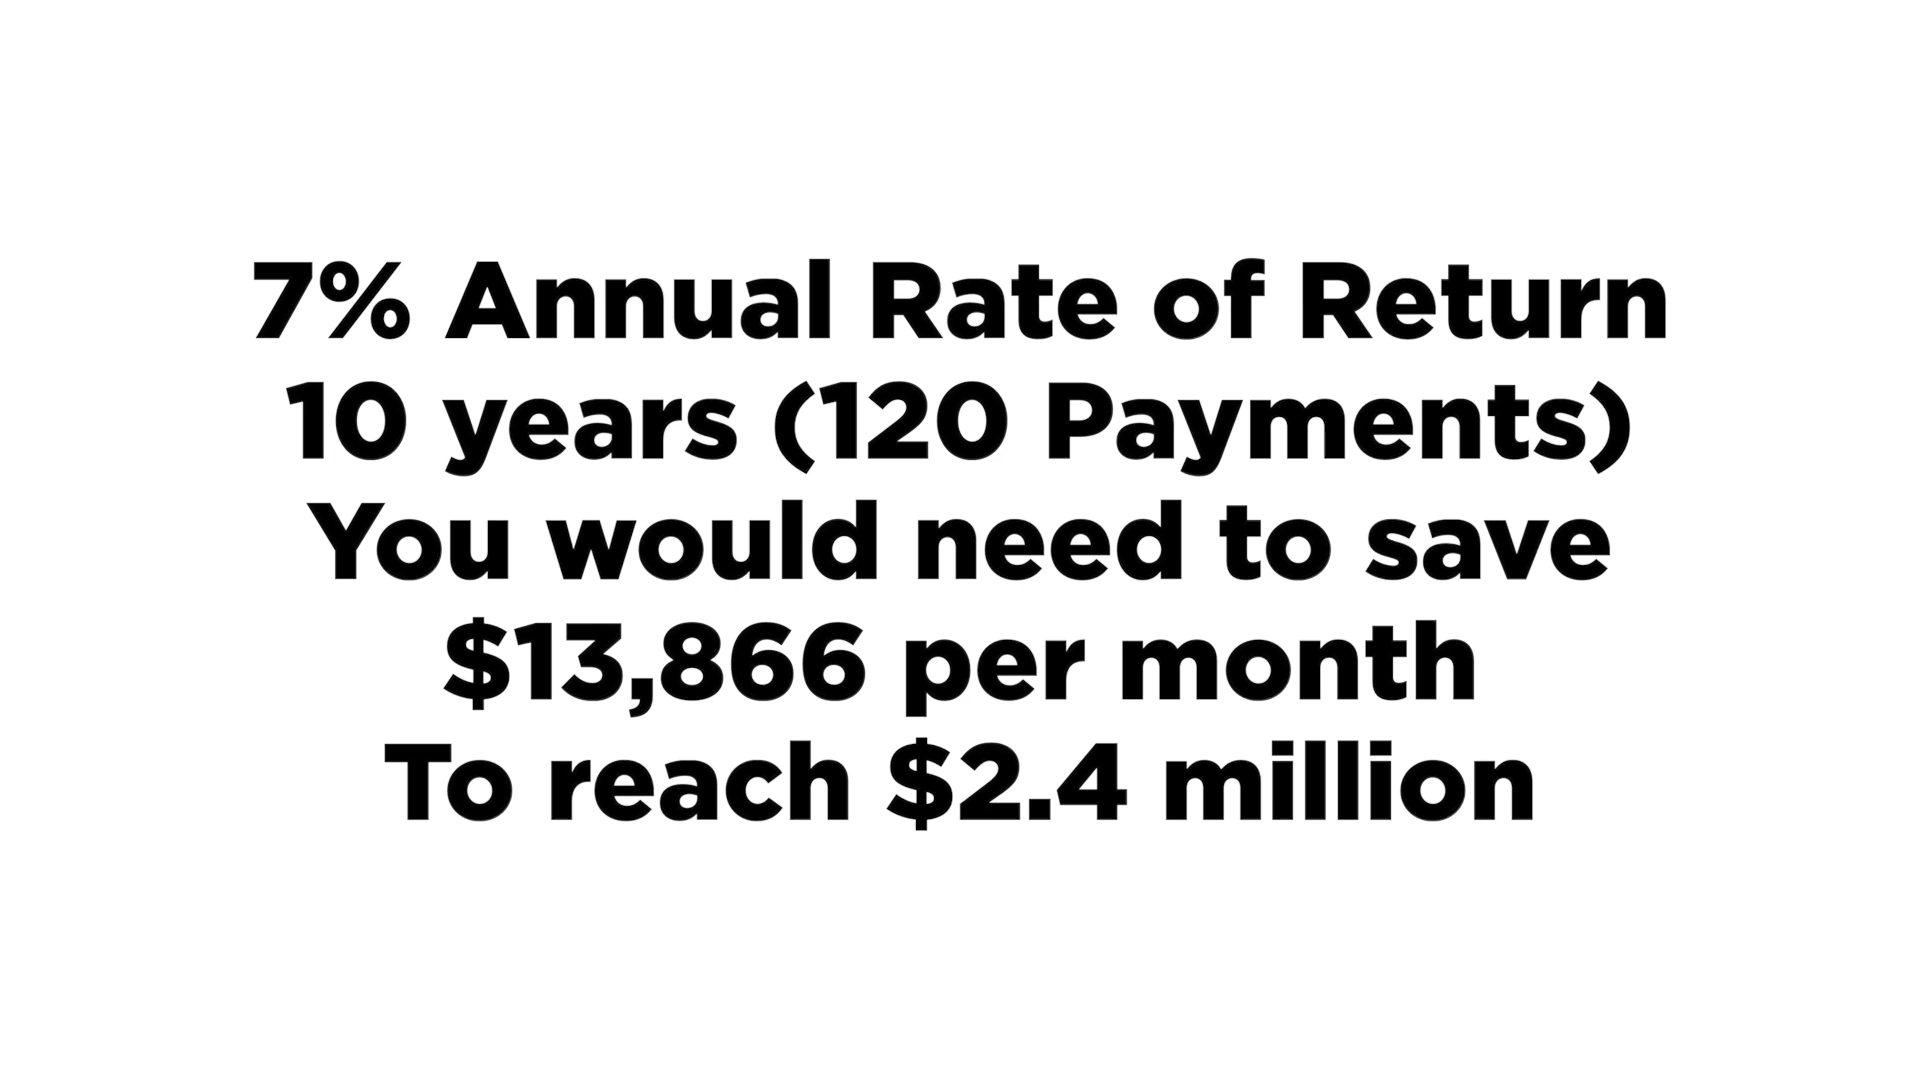 7% Annual Rate of Return
10 years (120 Payments)
You would need to save
$13,866 per month
To reach $2.4 million